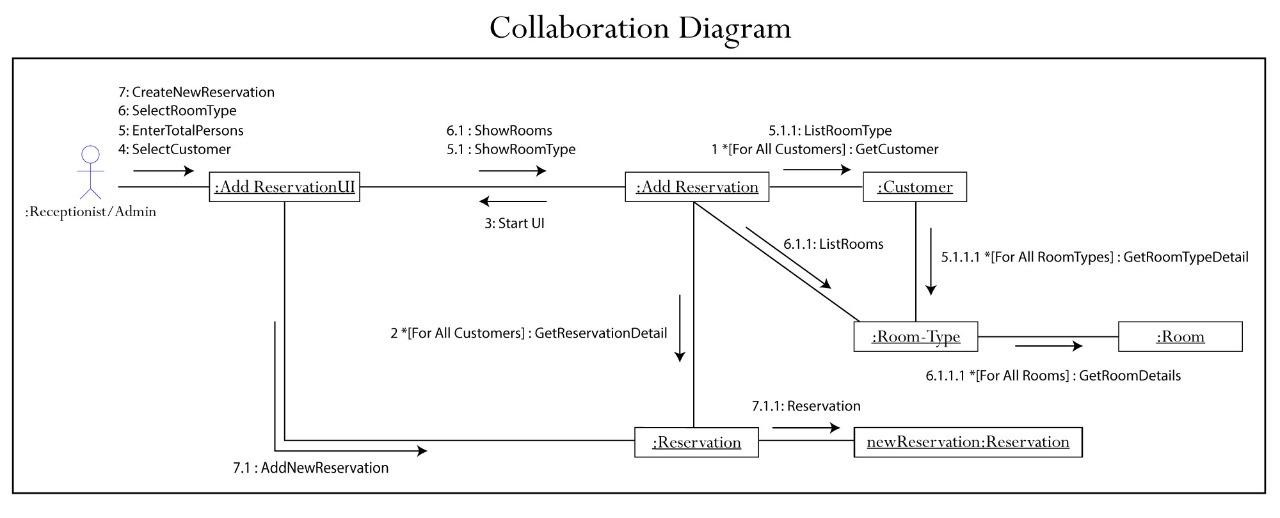 Collaboration Diagram
7: CreateNewReservation
6: SelectRoomType
5: EnterTotalPersons
4: SelectCustomer
6.1 : ShowRooms
5.1 : ShowRoomType
5.1.1: ListRoomType
1 *[For All Customers] : GetCustomer
:Receptionist/Admin
:Add ReservationUI
:Add Reservation
:Customer
3: Start UI
6.1.1: ListRooms
5.1.1.1 *[For All RoomTypes] : GetRoomTypeDetail
2 *[For All Customers] : GetReservationDetail
:Room-Type
:Room
6.1.1.1 *[For All Rooms] : GetRoomDetails
7.1.1: Reservation
:Reservation
newReservation:Reservation
7.1 : AddNewReservation